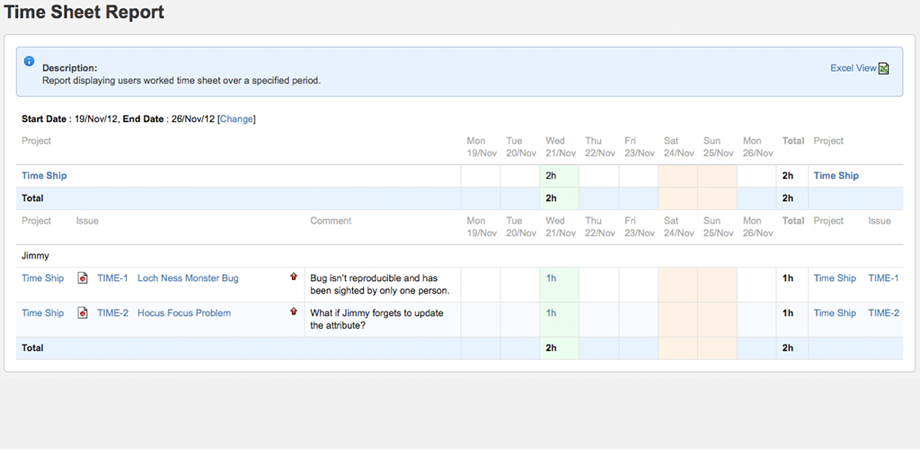 Time Sheet Report
Description:
Report displaying users worked time sheet over a specified period.
Excel View
Start Date : 19/Nov/12, End Date : 26/Nov/12 [Change]
Project Mon 19/Nov Tue 20/Nov Wed 21/Nov Thu 22/Nov Fri 23/Nov Sat 24/Nov Sun 25/Nov Mon 26/Nov Total Project
Time Ship 2h 2h Time Ship
Total 2h 2h
Project Issue Comment Mon 19/Nov Tue 20/Nov Wed 21/Nov Thu 22/Nov Fri 23/Nov Sat 24/Nov Sun 25/Nov Mon 26/Nov Total Project Issue
Jimmy
Time Ship TIME-1 Loch Ness Monster Bug Bug isn't reproducible and has 1h 1h Time Ship TIME-1
been sighted by only one person.
Time Ship TIME-2 Hocus Focus Problem What if Jimmy forgets to update 1h 1h Time Ship TIME-2
the attribute?
Total 2h 2h